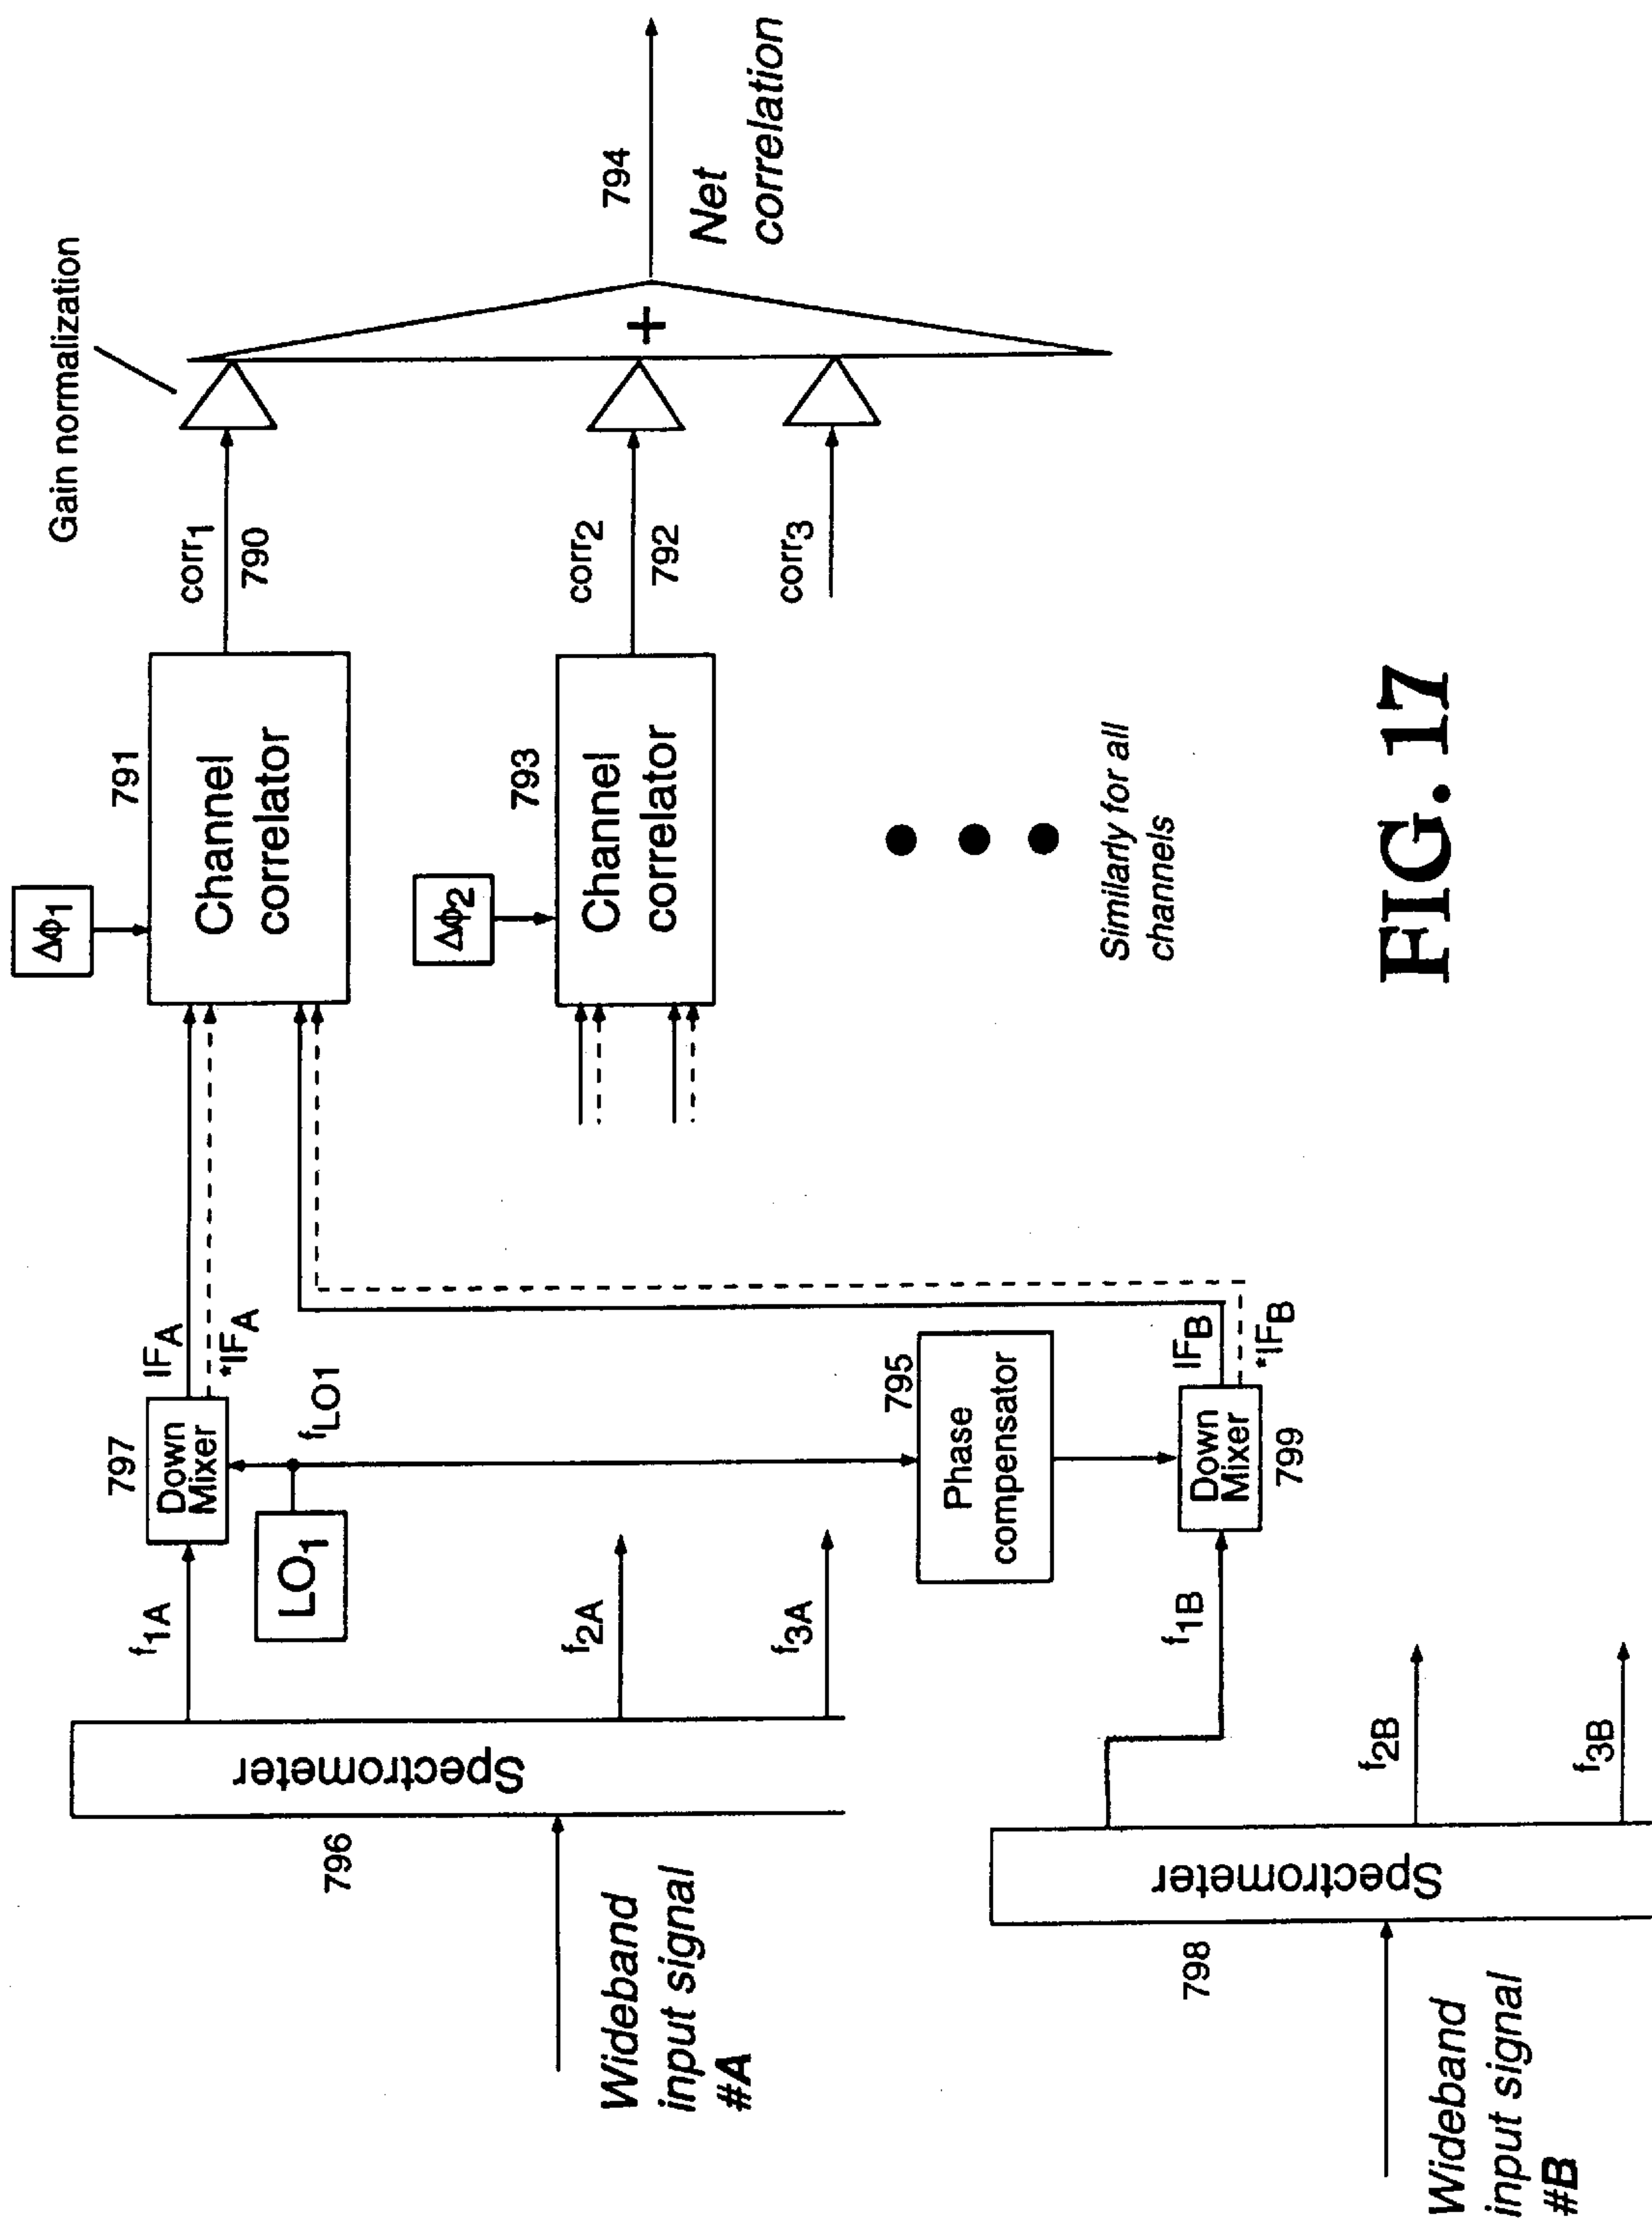 Gain normalization
Δϕ1
791
Channel
correlator
corr1
790
797
Down
Mixer
IFA
*IFA
f1A
LO1
fLO1
Spectrometer
796
Wideband
input signal
#A
f2A
f3A
Δϕ2
793
Channel
correlator
corr2
792
corr3
+
794
Net
correlation
Similarly for all
channels
795
Phase
compensator
Down
Mixer
799
IFB
*IFB
f1B
f2B
f3B
Spectrometer
798
Wideband
input signal
#B
FIG. 17